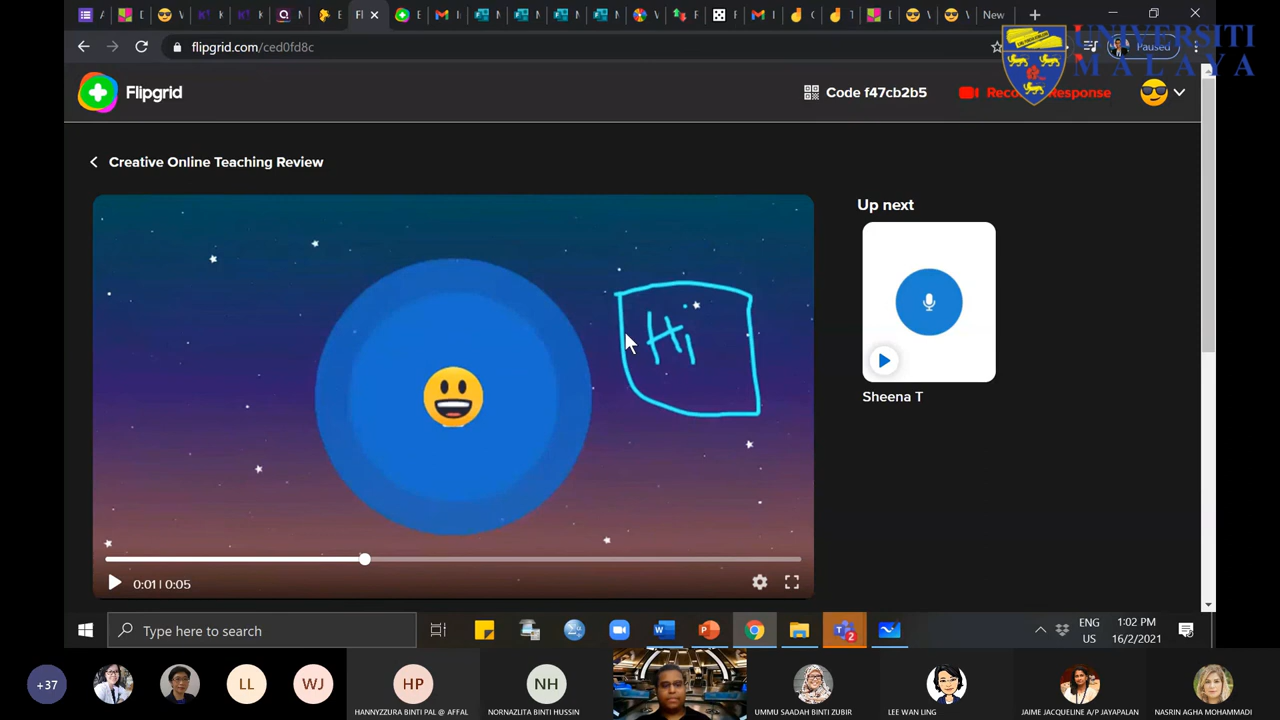 New
flipgrid.com/ced0fd8c
Paused
UNIVERSITI
MALAYA
Flipgrid
Code f47cb2b5
Response
Creative Online Teaching Review
Up next
Hi
Sheena T
0:01 | 0:05
Type here to search
2
ENG
US
1:02 PM
16/2/2021
+37
LL
WJ
HP
NH
HANNYZZURA BINTI PAL @ AFFAL
NORNAZLITA BINTI HUSSIN
UMMU SAADAH BINTI ZUBIR
LEE WAN LING
JAIME JACQUELINE A/P JAYAPALAN
NASRIN AGHA MOHAMMADI